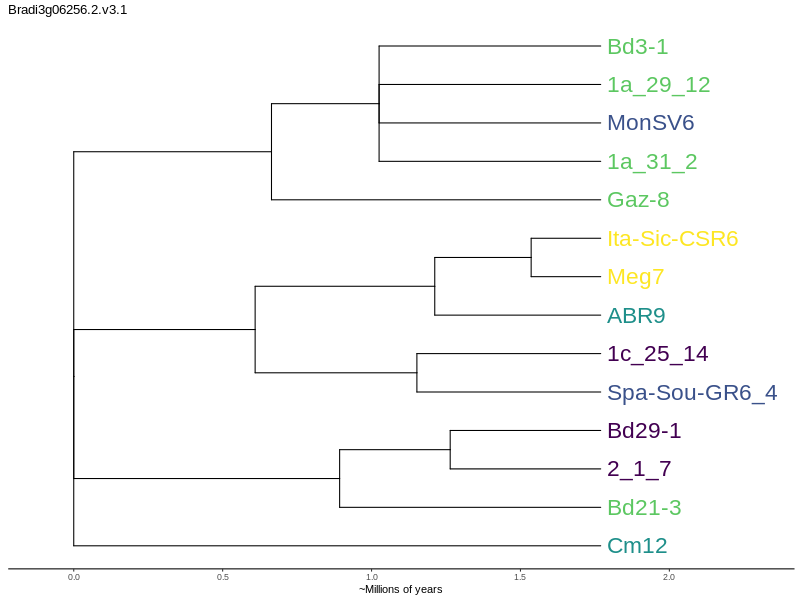 Bradi3g06256.2.v3.1
Bd3-1
1a_29_12
MonSV6
1a_31_2
Gaz-8
Ita-Sic-CSR6
Meg7
ABR9
1c_25_14
Spa-Sou-GR6_4
Bd29-1
2_1_7
Bd21-3
Cm12
0.0 0.5 1.0 1.5 2.0
~Millions of years